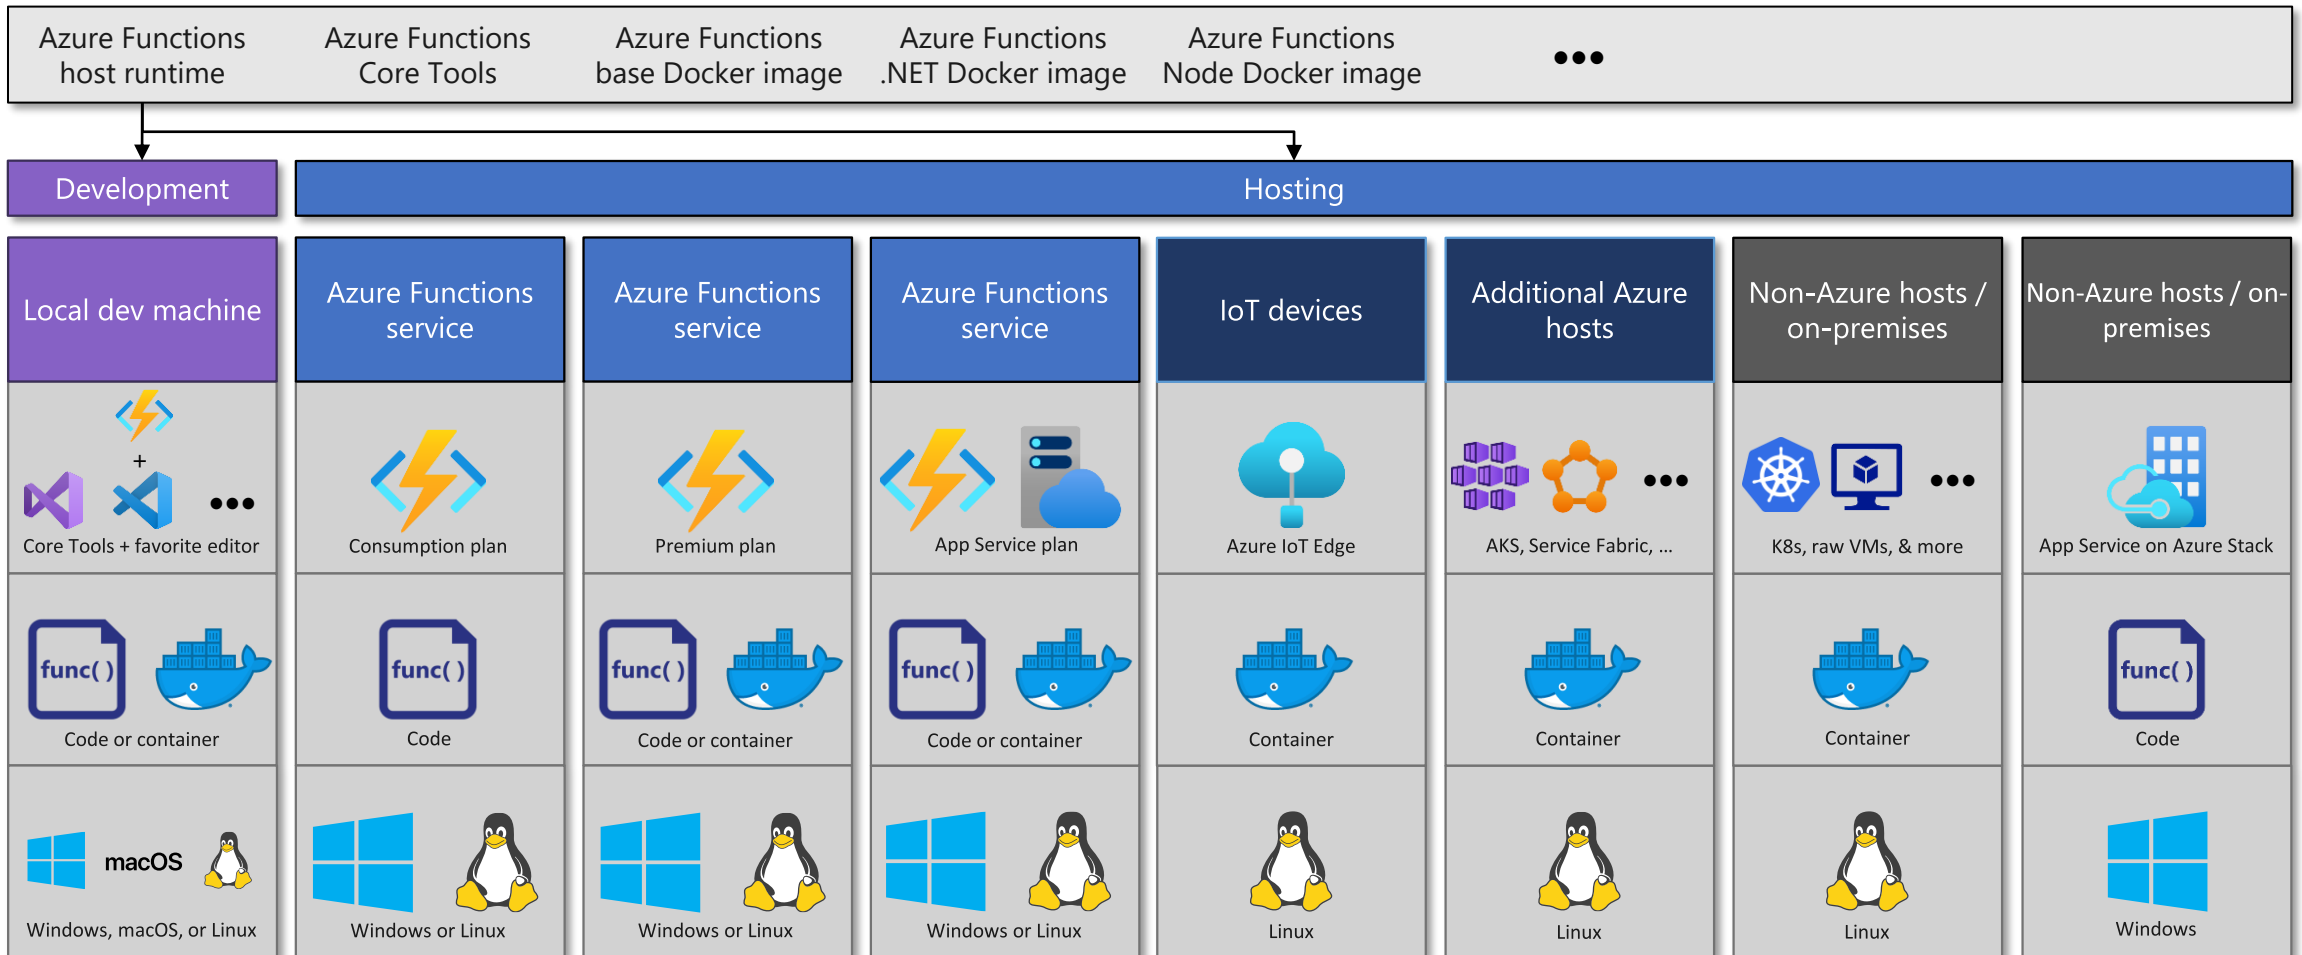 Azure Functions
host runtime
Azure Functions
Core Tools
Azure Functions
base Docker image
Azure Functions
.NET Docker image
Azure Functions
Node Docker image
•••
Development
Hosting
Local dev machine
Azure Functions
service
Azure Functions
service
Azure Functions
service
IoT devices
Additional Azure
hosts
Non-Azure hosts /
on-premises
Non-Azure hosts / on-
premises
+
•••
Core Tools + favorite editor
Consumption plan
Premium plan
App Service plan
Azure IoT Edge
•••
AKS, Service Fabric, ...
•••
K8s, raw VMs, & more
App Service on Azure Stack
func( )
Code or container
func( )
Code
func( )
Code or container
func( )
Code or container
Container
Container
Container
func( )
Code
macOS
Windows, macOS, or Linux
Windows or Linux
Windows or Linux
Windows or Linux
Linux
Linux
Linux
Windows